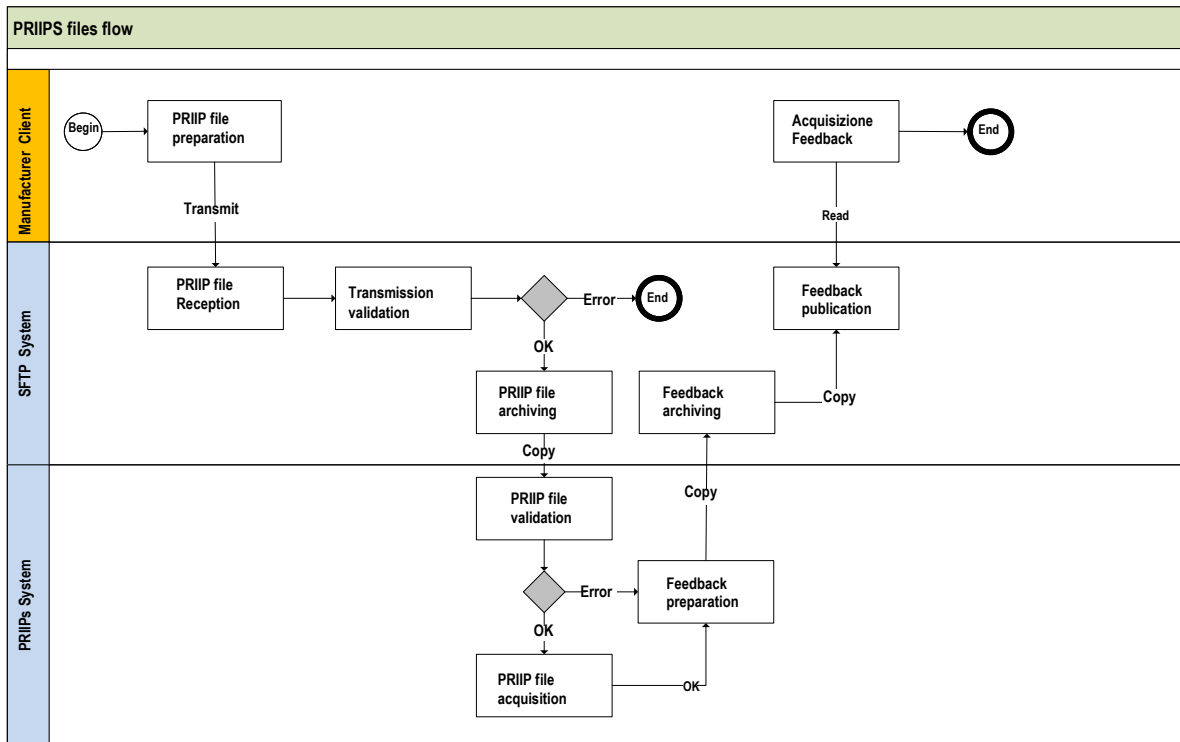 PRIIPS files flow
Manufacturer Client
Begin
PRIIP file
preparation
Acquisizione
Feedback
End
Transmit
Read
SFTP System
PRIIP file
Reception
Transmission
validation
Error
End
Feedback
publication
OK
PRIIP file
archiving
Feedback
archiving
Copy
Copy
PRIIPs System
PRIIP file
validation
Copy
Error
Feedback
preparation
OK
PRIIP file
acquisition
OK